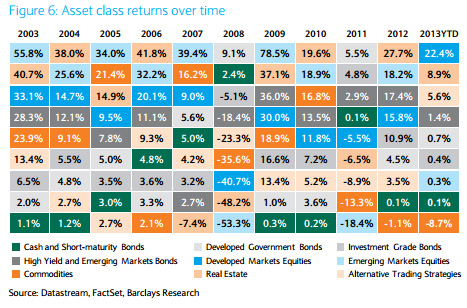 Figure 6: Asset class returns over time
2003 2004 2005 2006 2007 2008 2009 2010 2011 2012 2013YTD
55.8% 38.0% 34.0% 41.8% 39.4% 9.1% 78.5% 19.6% 5.5% 27.7% 22.4%
40.7% 25.6% 21.4% 32.2% 16.2% 2.4% 37.1% 18.9% 4.8% 18.2% 8.9%
33.1% 14.7% 14.9% 20.1% 9.0% -5.1% 36.0% 16.8% 2.9% 17.4% 5.6%
28.3% 12.1% 9.5% 11.1% 5.6% -18.4% 30.0% 13.5% 0.1% 15.8% 1.4%
23.9% 9.1% 7.8% 9.3% 5.0% -23.3% 18.9% 11.8% -5.5% 10.9% 0.7%
13.4% 5.5% 5.0% 4.8% 4.2% -35.6% 16.6% 7.2% -6.5% 4.5% 0.4%
6.5% 4.8% 3.5% 3.6% 3.2% -40.7% 13.4% 5.2% -8.9% 3.5% 0.3%
2.0% 2.7% 3.0% 3.3% 2.7% -48.2% 1.0% 3.6% -13.3% 0.1% 0.1%
1.1% 1.2% 2.7% 2.1% -7.4% -53.3% 0.3% 0.2% -18.4% -1.1% -8.7%
Cash and Short-maturity Bonds Developed Government Bonds Investment Grade Bonds
High Yield and Emerging Markets Bonds Developed Markets Equities Emerging Markets Equities
Commodities Real Estate Alternative Trading Strategies
Source: Datastream, FactSet, Barclays Research